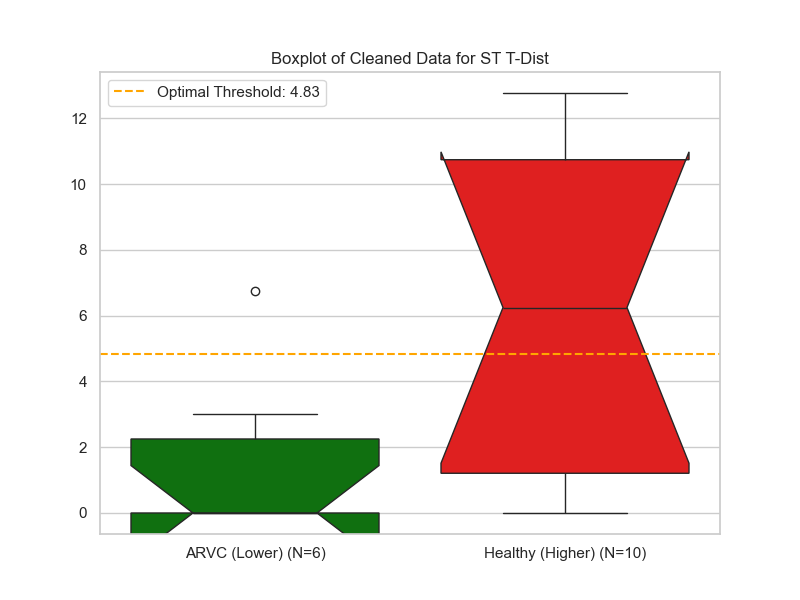 Boxplot of Cleaned Data for ST T-Dist
Optimal Threshold: 4.83
12
10
8
6
4
2
0
ARVC (Lower) (N=6)
Healthy (Higher) (N=10)